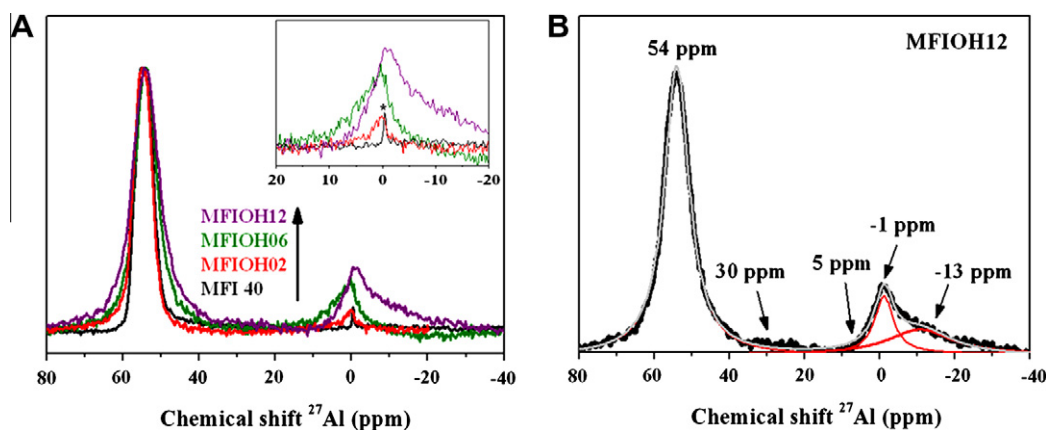 A
20 10 0 -10 -20
*
MFIOH12
MFIOH06
MFIOH02
MFI 40
80 60 40 20 0 -20 -40
Chemical shift ²⁷Al (ppm)
B
MFIOH12
54 ppm
-1 ppm
30 ppm
5 ppm
-13 ppm
80 60 40 20 0 -20 -40
Chemical shift ²⁷Al (ppm)